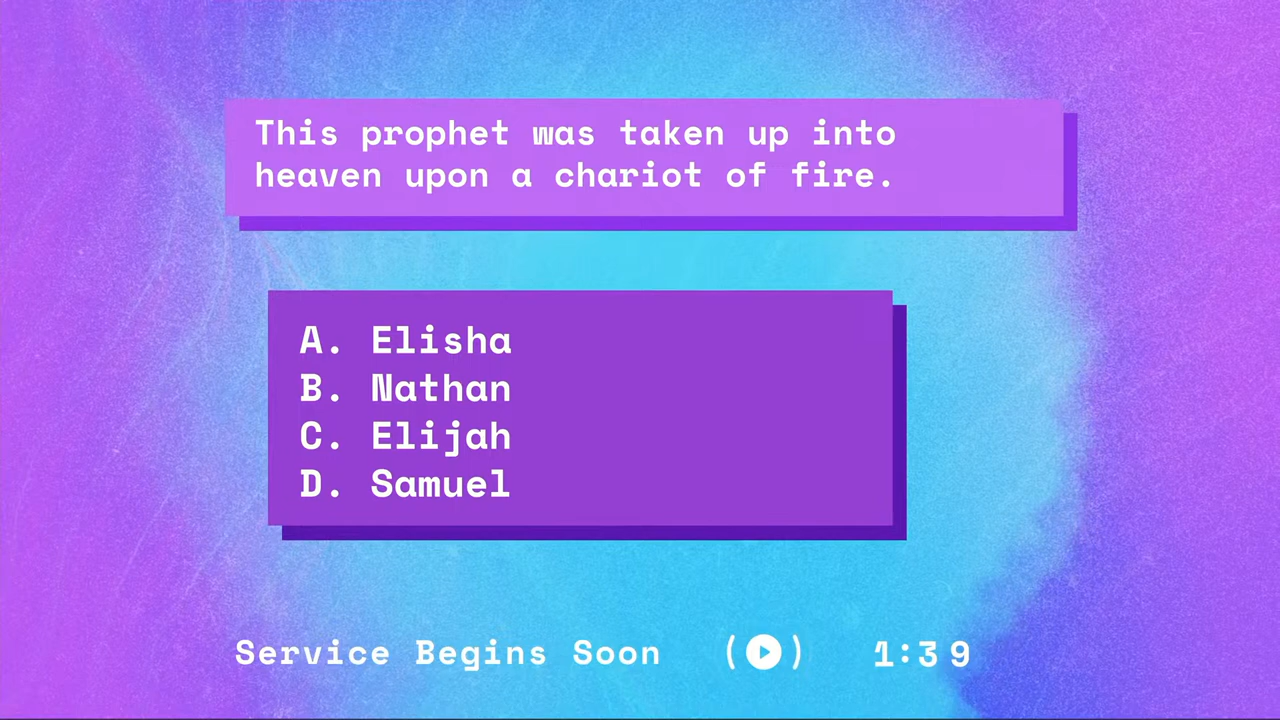 This prophet was taken up into
heaven upon a chariot of fire.
A. Elisha
B. Nathan
C. Elijah
D. Samuel
Service Begins Soon ( ) 1:39